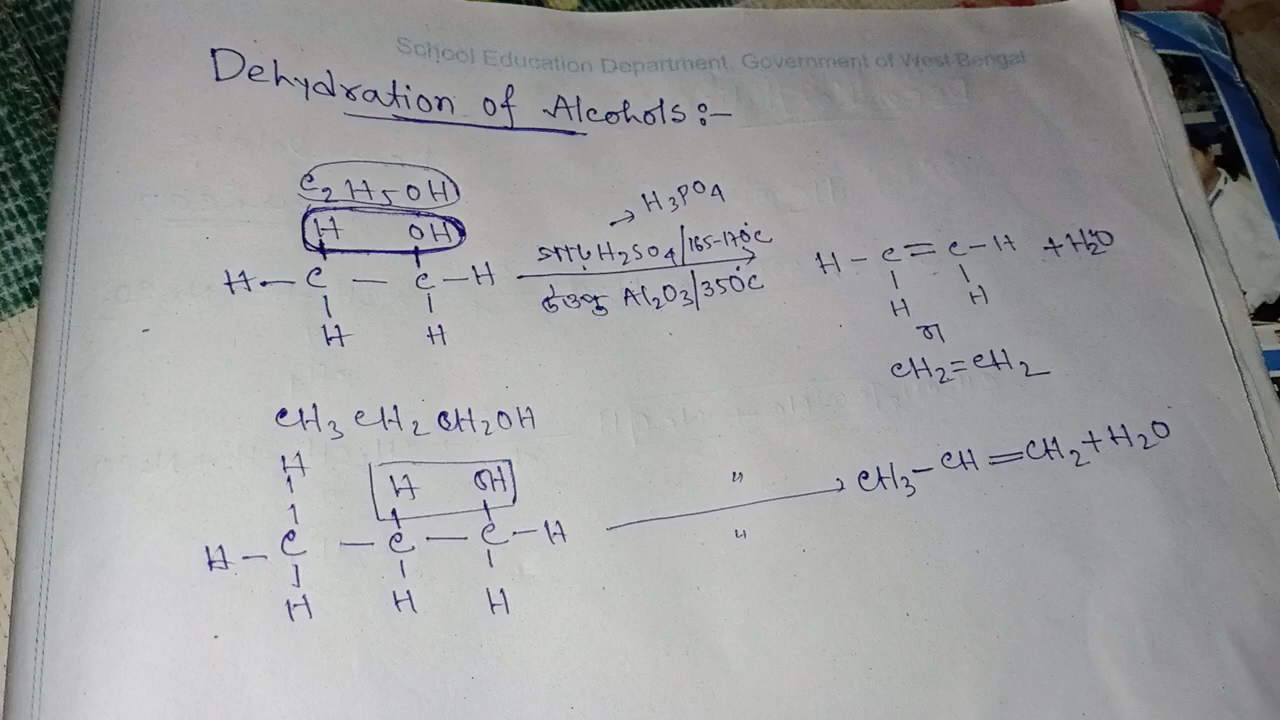 School Education Department, Government of West Bengal
Dehydration of Alcohols:-
C2H5OH
→ H3PO4
H OH
গাঢ় H2SO4/165-170°C
H - C - C - H
H - C = C - H + H2O
Al2O3/350°C
H H
H H
বা
CH2=CH2
CH3 CH2 CH2OH
H
H OH
" → CH3 - CH = CH2 + H2O
H - C - C - C - H
"
H H H